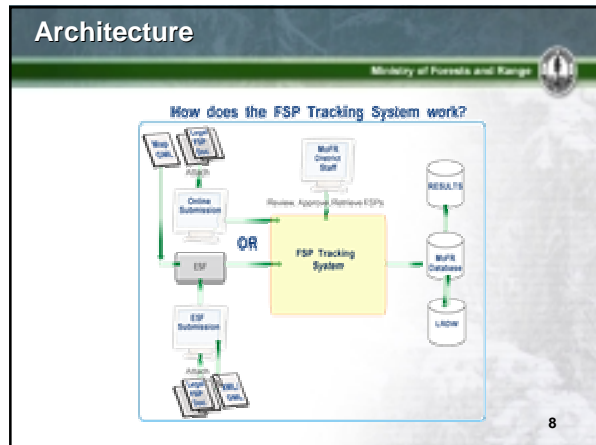 Architecture
Ministry of Forests and Range
How does the FSP Tracking System work?
Map
GML
Legal
FSP
Doc
Attach
MoFR
District
Staff
Online
Submission
Review, Approve, Retrieve FSPs
RESULTS
OR
FSP Tracking
System
ESF
MoFR
Database
ESF
Submission
LRDW
Attach
Legal
FSP
Doc
XML/
GML
8